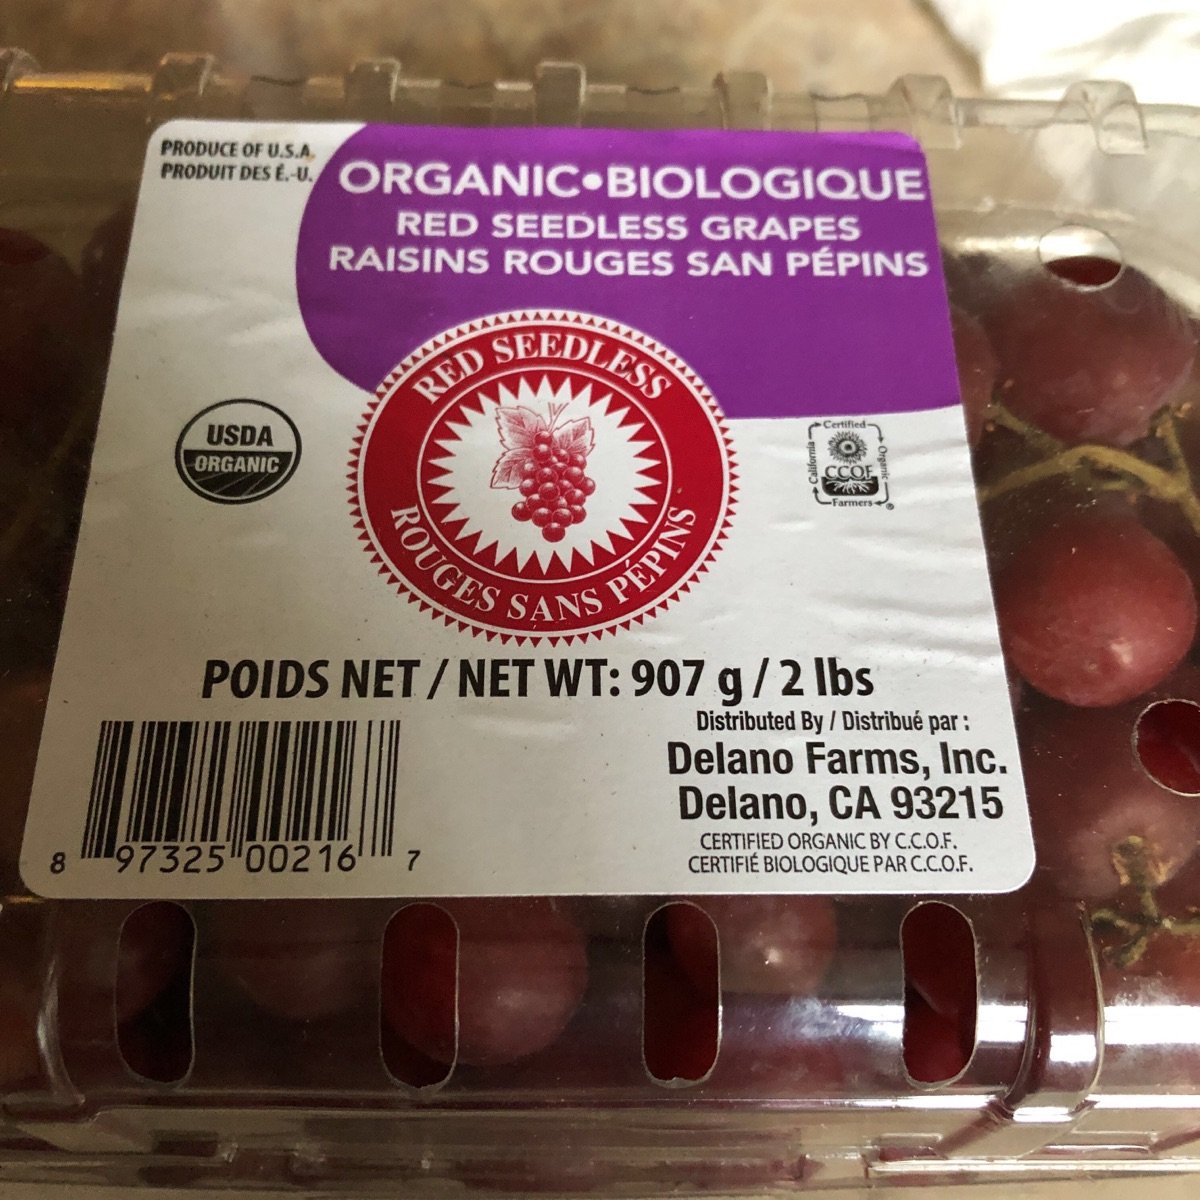 PRODUCE OF U.S.A.
PRODUIT DES É.-U.
ORGANIC•BIOLOGIQUE
RED SEEDLESS GRAPES
RAISINS ROUGES SAN PÉPINS
RED SEEDLESS
ROUGES SANS PÉPINS
USDA
ORGANIC
Certified
California
CCOF
Organic
Farmers
®
POIDS NET / NET WT: 907 g / 2 lbs
Distributed By / Distribué par :
Delano Farms, Inc.
Delano, CA 93215
CERTIFIED ORGANIC BY C.C.O.F.
CERTIFIÉ BIOLOGIQUE PAR C.C.O.F.
8 97325 00216 7